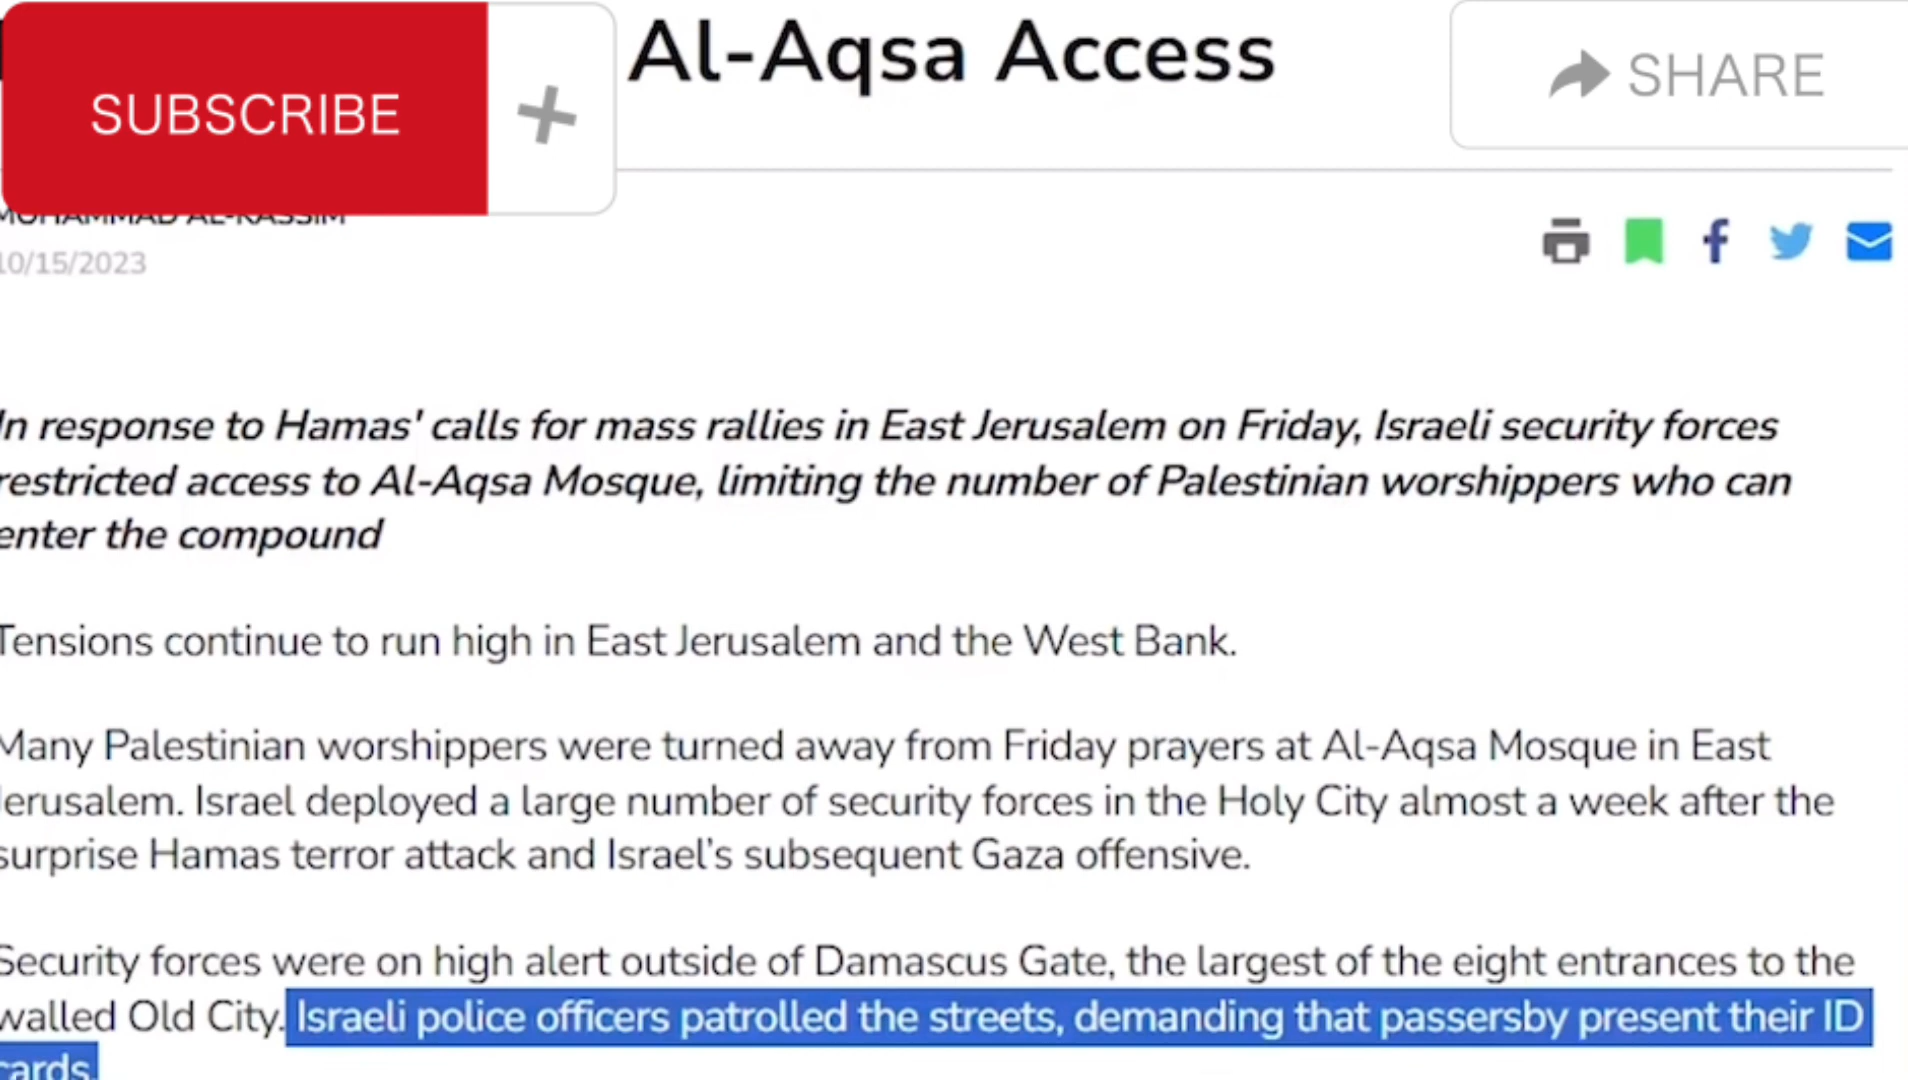 Al-Aqsa Access
SUBSCRIBE
SHARE
MUHAMMAD AL-KASSIM
10/15/2023
In response to Hamas' calls for mass rallies in East Jerusalem on Friday, Israeli security forces
restricted access to Al-Aqsa Mosque, limiting the number of Palestinian worshippers who can
enter the compound
Tensions continue to run high in East Jerusalem and the West Bank.
Many Palestinian worshippers were turned away from Friday prayers at Al-Aqsa Mosque in East
Jerusalem. Israel deployed a large number of security forces in the Holy City almost a week after the
surprise Hamas terror attack and Israel’s subsequent Gaza offensive.
Security forces were on high alert outside of Damascus Gate, the largest of the eight entrances to the
walled Old City. Israeli police officers patrolled the streets, demanding that passersby present their ID
cards.